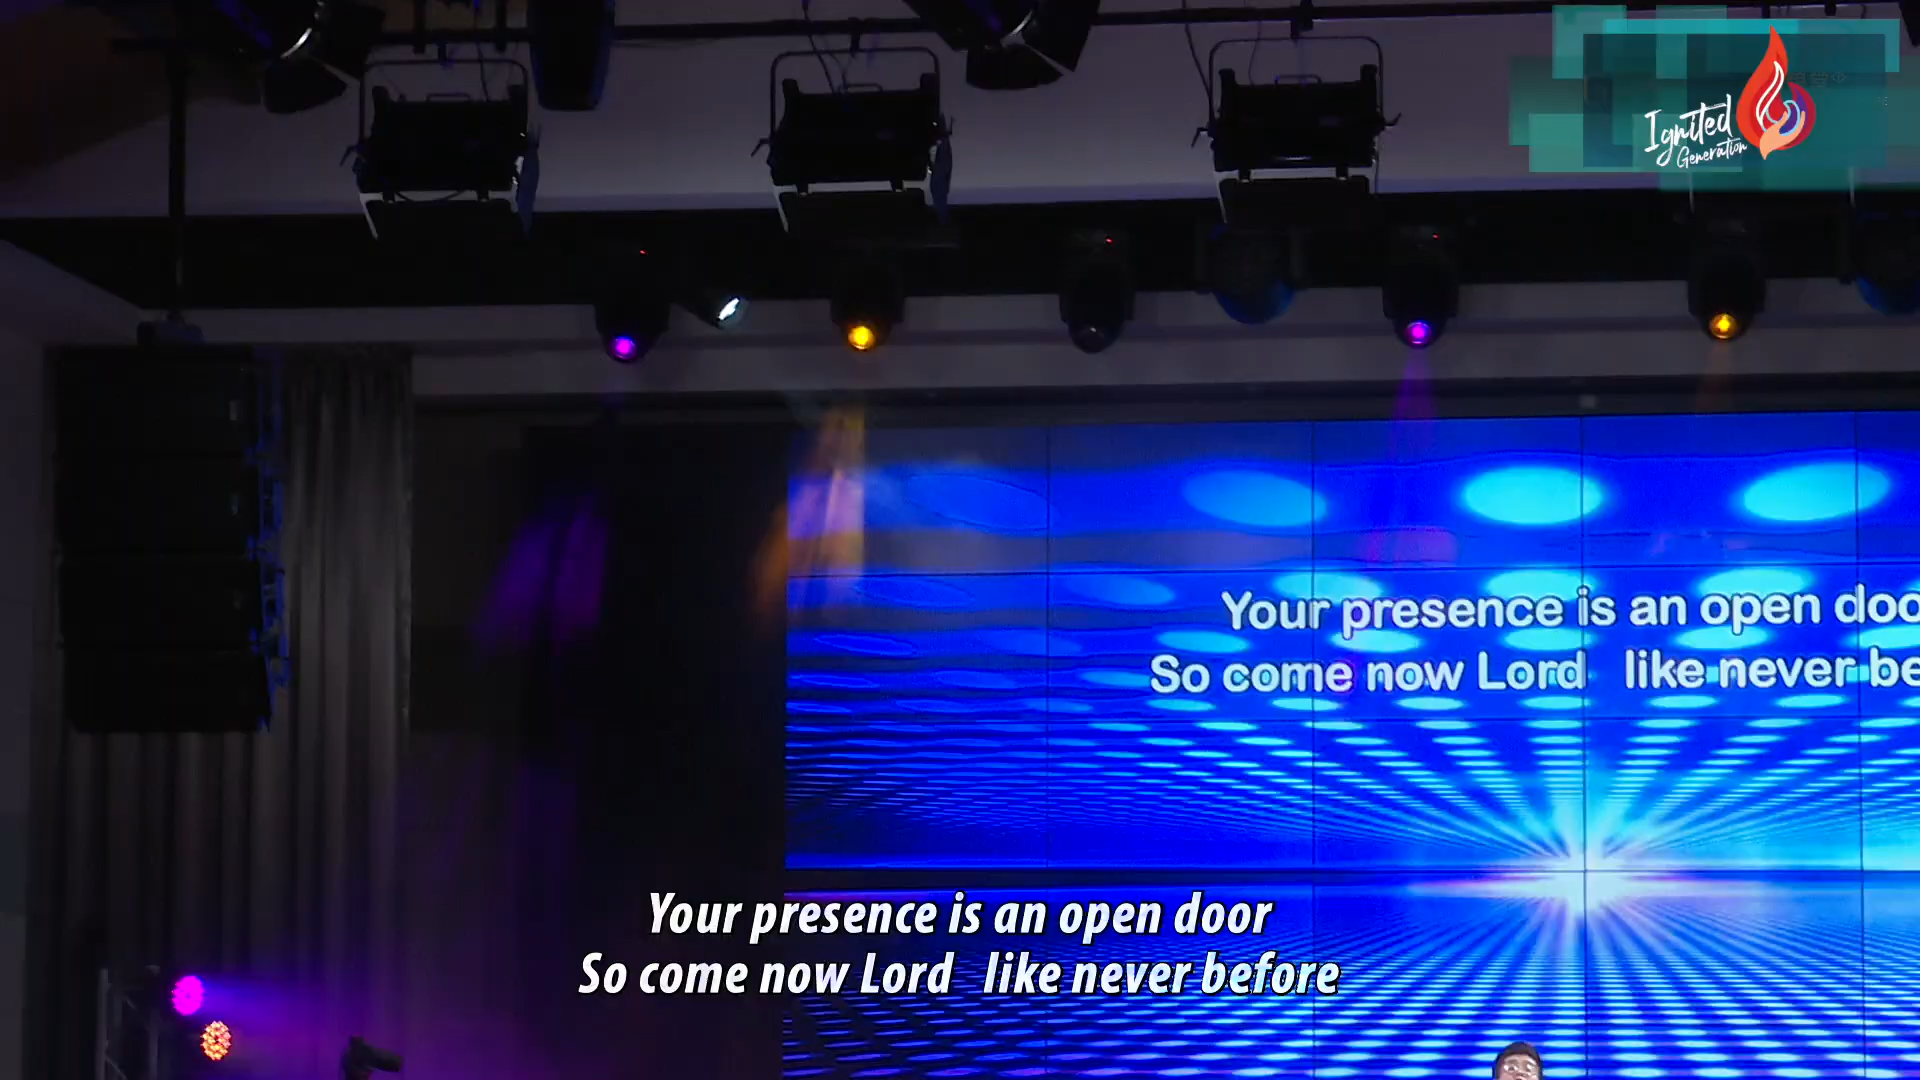 Ignited
Generation
Your presence is an open doo
So come now Lord like never be
Your presence is an open door
So come now Lord like never before